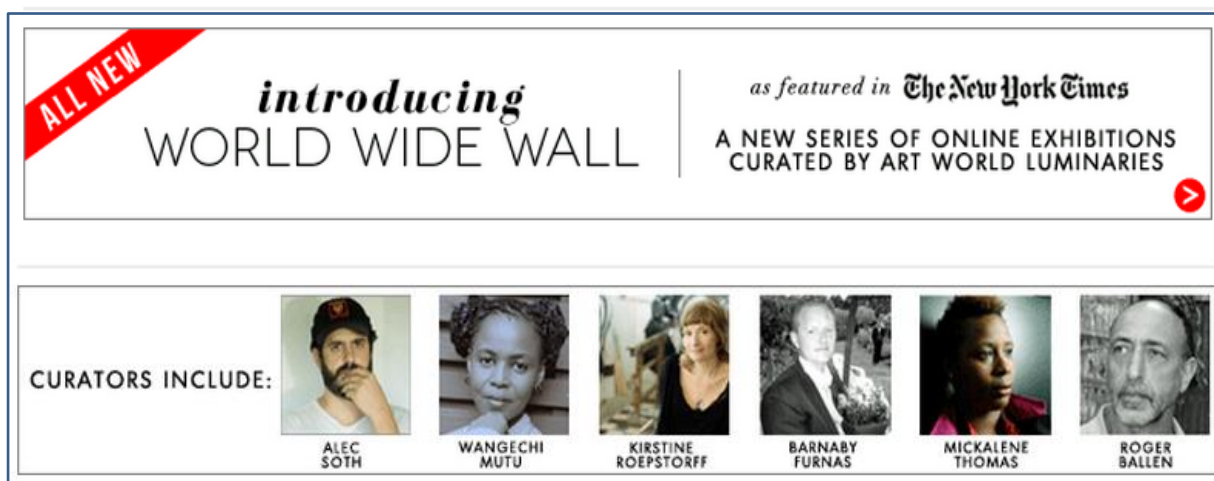 ALL NEW
introducing
WORLD WIDE WALL
as featured in The New York Times
A NEW SERIES OF ONLINE EXHIBITIONS
CURATED BY ART WORLD LUMINARIES
CURATORS INCLUDE:
ALEC
SOTH
WANGECHI
MUTU
KIRSTINE
ROEPSTORFF
BARNABY
FURNAS
MICKALENE
THOMAS
ROGER
BALLEN